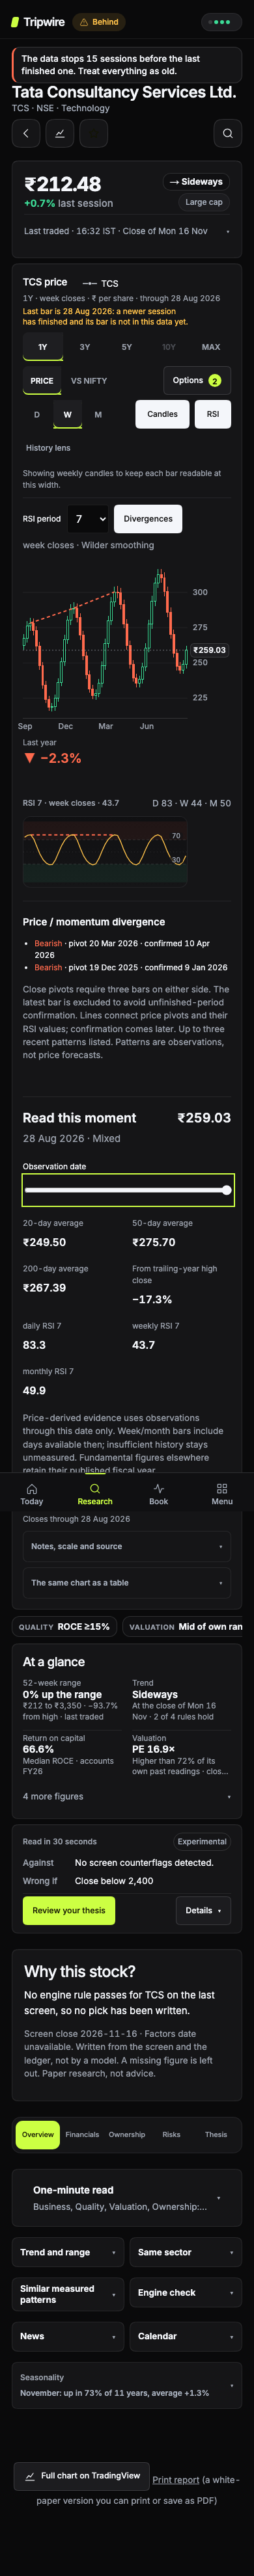 Tripwire
Behind
The data stops 15 sessions before the last
finished one. Treat everything as old.
Tata Consultancy Services Ltd.
TCS · NSE · Technology
₹212.48
→ Sideways
+0.7% last session
Large cap
Last traded · 16:32 IST · Close of Mon 16 Nov
TCS price
TCS
1Y · week closes · ₹ per share · through 28 Aug 2026
Last bar is 28 Aug 2026: a newer session
has finished and its bar is not in this data yet.
1Y 3Y 5Y 10Y MAX
PRICE VS NIFTY
Options 2
D W M
Candles
RSI
History lens
Showing weekly candles to keep each bar readable at
this width.
RSI period 7
Divergences
week closes · Wilder smoothing
300
275
₹259.03
250
225
Sep Dec Mar Jun
Last year
▼ −2.3%
RSI 7 · week closes · 43.7
D 83 · W 44 · M 50
70
30
Price / momentum divergence
• Bearish · pivot 20 Mar 2026 · confirmed 10 Apr
2026
• Bearish · pivot 19 Dec 2025 · confirmed 9 Jan 2026
Close pivots require three bars on either side. The
latest bar is excluded to avoid unfinished-period
confirmation. Lines connect price pivots and their
RSI values; confirmation comes later. Up to three
recent patterns listed. Patterns are observations,
not price forecasts.
Read this moment
₹259.03
28 Aug 2026 · Mixed
Observation date
20-day average
50-day average
₹249.50
₹275.70
200-day average
From trailing-year high
close
₹267.39
−17.3%
daily RSI 7
weekly RSI 7
83.3
43.7
monthly RSI 7
49.9
Price-derived evidence uses observations
through this date only. Week/month bars include
days available then; insufficient history stays
unmeasured. Fundamental figures elsewhere
retain their published fiscal year.
Today
Research
Book
Menu
Closes through 28 Aug 2026
Notes, scale and source
The same chart as a table
QUALITY ROCE ≥15%
VALUATION Mid of own ran
At a glance
52-week range
Trend
0% up the range
Sideways
₹212 to ₹3,350 · −93.7%
from high · last traded
At the close of Mon 16
Nov · 2 of 4 rules hold
Return on capital
Valuation
66.6%
PE 16.9×
Median ROCE · accounts
FY26
Higher than 72% of its
own past readings · clos...
4 more figures
Read in 30 seconds
Experimental
Against
No screen counterflags detected.
Wrong if
Close below 2,400
Review your thesis
Details
Why this stock?
No engine rule passes for TCS on the last
screen, so no pick has been written.
Screen close 2026-11-16 · Factors date
unavailable. Written from the screen and the
ledger, not by a model. A missing figure is left
out. Paper research, not advice.
Overview
Financials
Ownership
Risks
Thesis
One-minute read
Business, Quality, Valuation, Ownership:...
Trend and range
Same sector
Similar measured
patterns
Engine check
News
Calendar
Seasonality
November: up in 73% of 11 years, average +1.3%
Full chart on TradingView
Print report (a white-
paper version you can print or save as PDF)